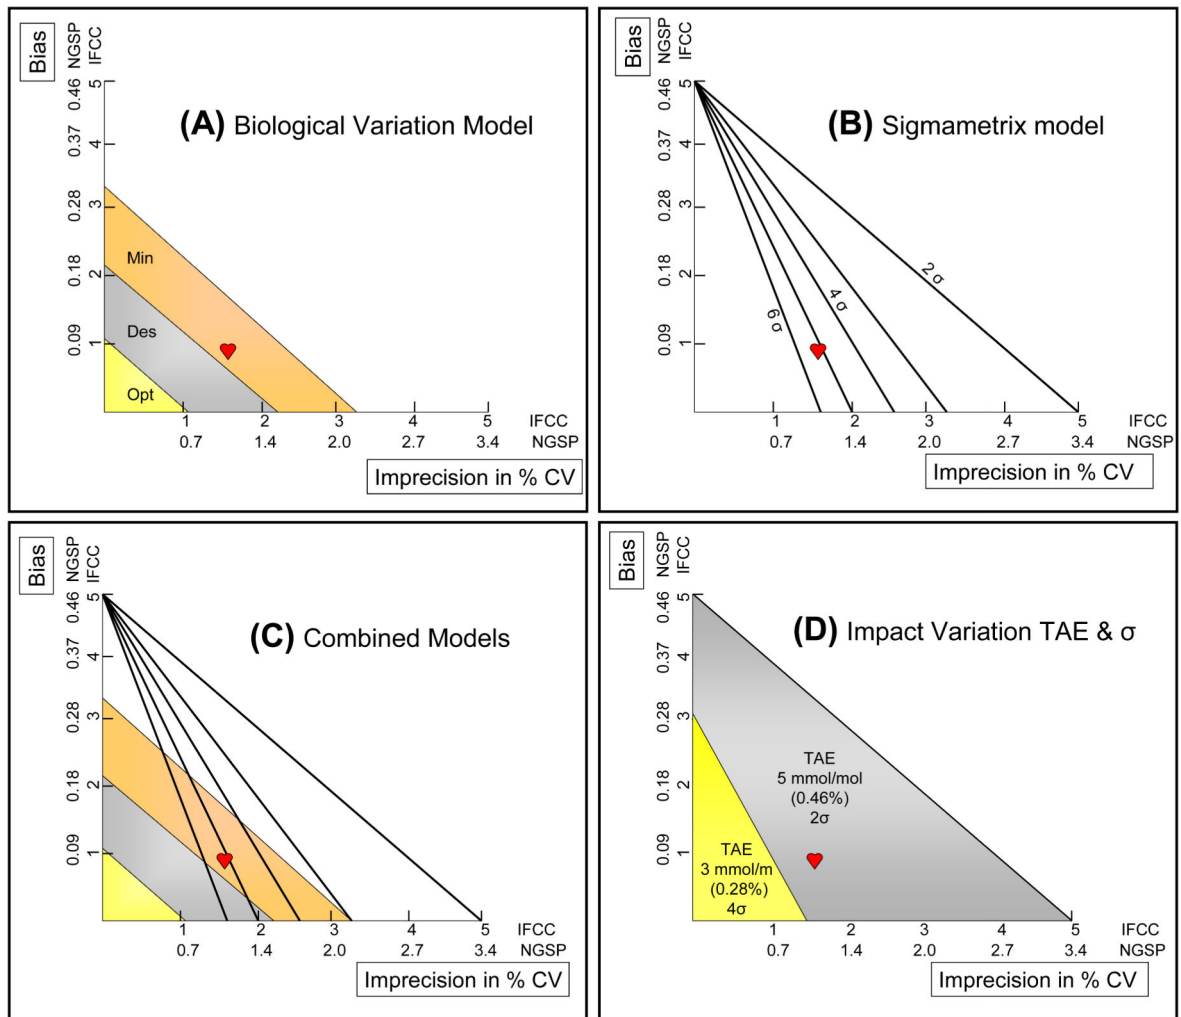 (A) Biological Variation Model
Bias
NGSP
IFCC
0.46 5
0.37 4
0.28 3
0.18 2
0.09 1
Min
Des
Opt
1 2 3 4 5 IFCC
0.7 1.4 2.0 2.7 3.4 NGSP
Imprecision in % CV
(B) Sigmametrix model
Bias
NGSP
IFCC
0.46 5
0.37 4
0.28 3
0.18 2
0.09 1
2 σ
4 σ
6 σ
1 2 3 4 5 IFCC
0.7 1.4 2.0 2.7 3.4 NGSP
Imprecision in % CV
(C) Combined Models
Bias
NGSP
IFCC
0.46 5
0.37 4
0.28 3
0.18 2
0.09 1
1 2 3 4 5 IFCC
0.7 1.4 2.0 2.7 3.4 NGSP
Imprecision in % CV
(D) Impact Variation TAE & σ
Bias
NGSP
IFCC
0.46 5
0.37 4
0.28 3
0.18 2
0.09 1
TAE
5 mmol/mol
(0.46%)
2σ
TAE
3 mmol/m
(0.28%)
4σ
1 2 3 4 5 IFCC
0.7 1.4 2.0 2.7 3.4 NGSP
Imprecision in % CV